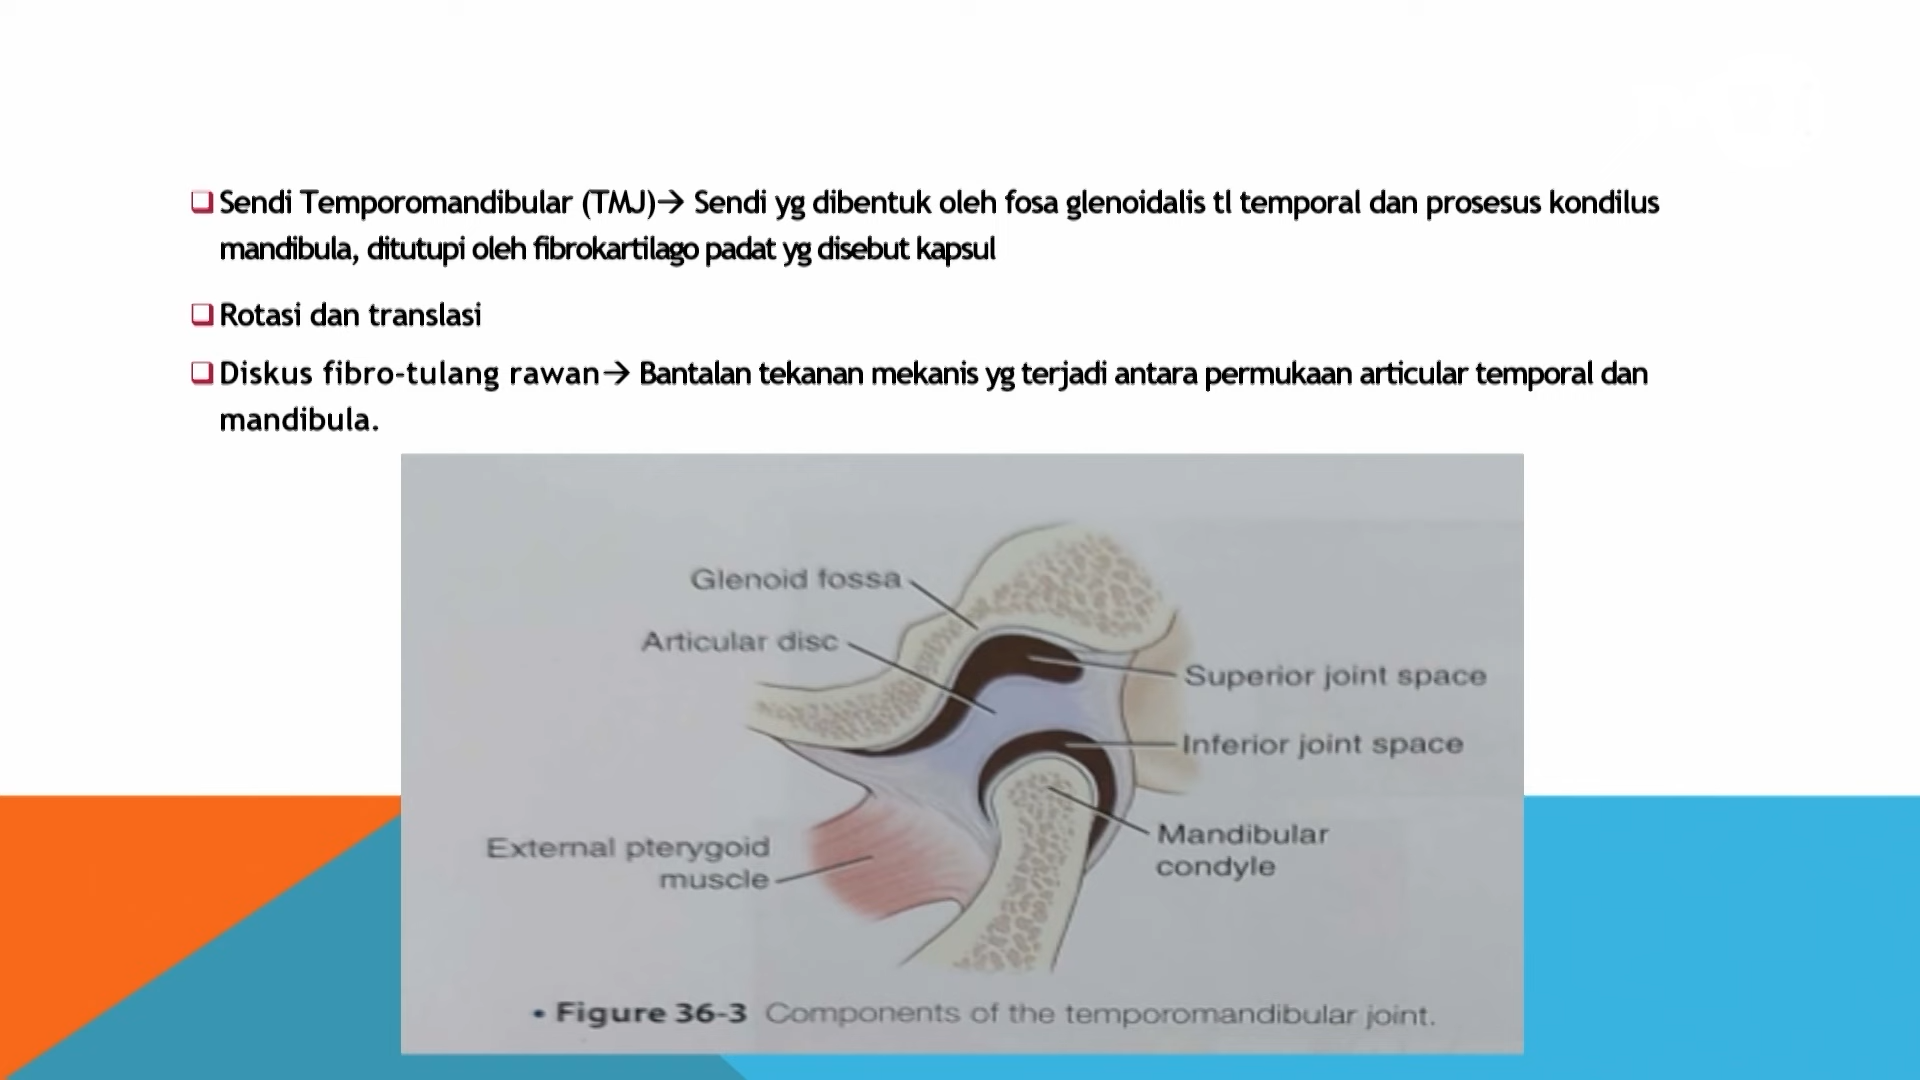 Sendi Temporomandibular (TMJ)→ Sendi yg dibentuk oleh fosa glenoidalis tl temporal dan prosesus kondilus
mandibula, ditutupi oleh fibrokartilago padat yg disebut kapsul
Rotasi dan translasi
Diskus fibro-tulang rawan→ Bantalan tekanan mekanis yg terjadi antara permukaan articular temporal dan
mandibula.
Glenoid fossa
Articular disc
Superior joint space
Inferior joint space
External pterygoid
muscle
Mandibular
condyle
• Figure 36-3 Components of the temporomandibular joint.